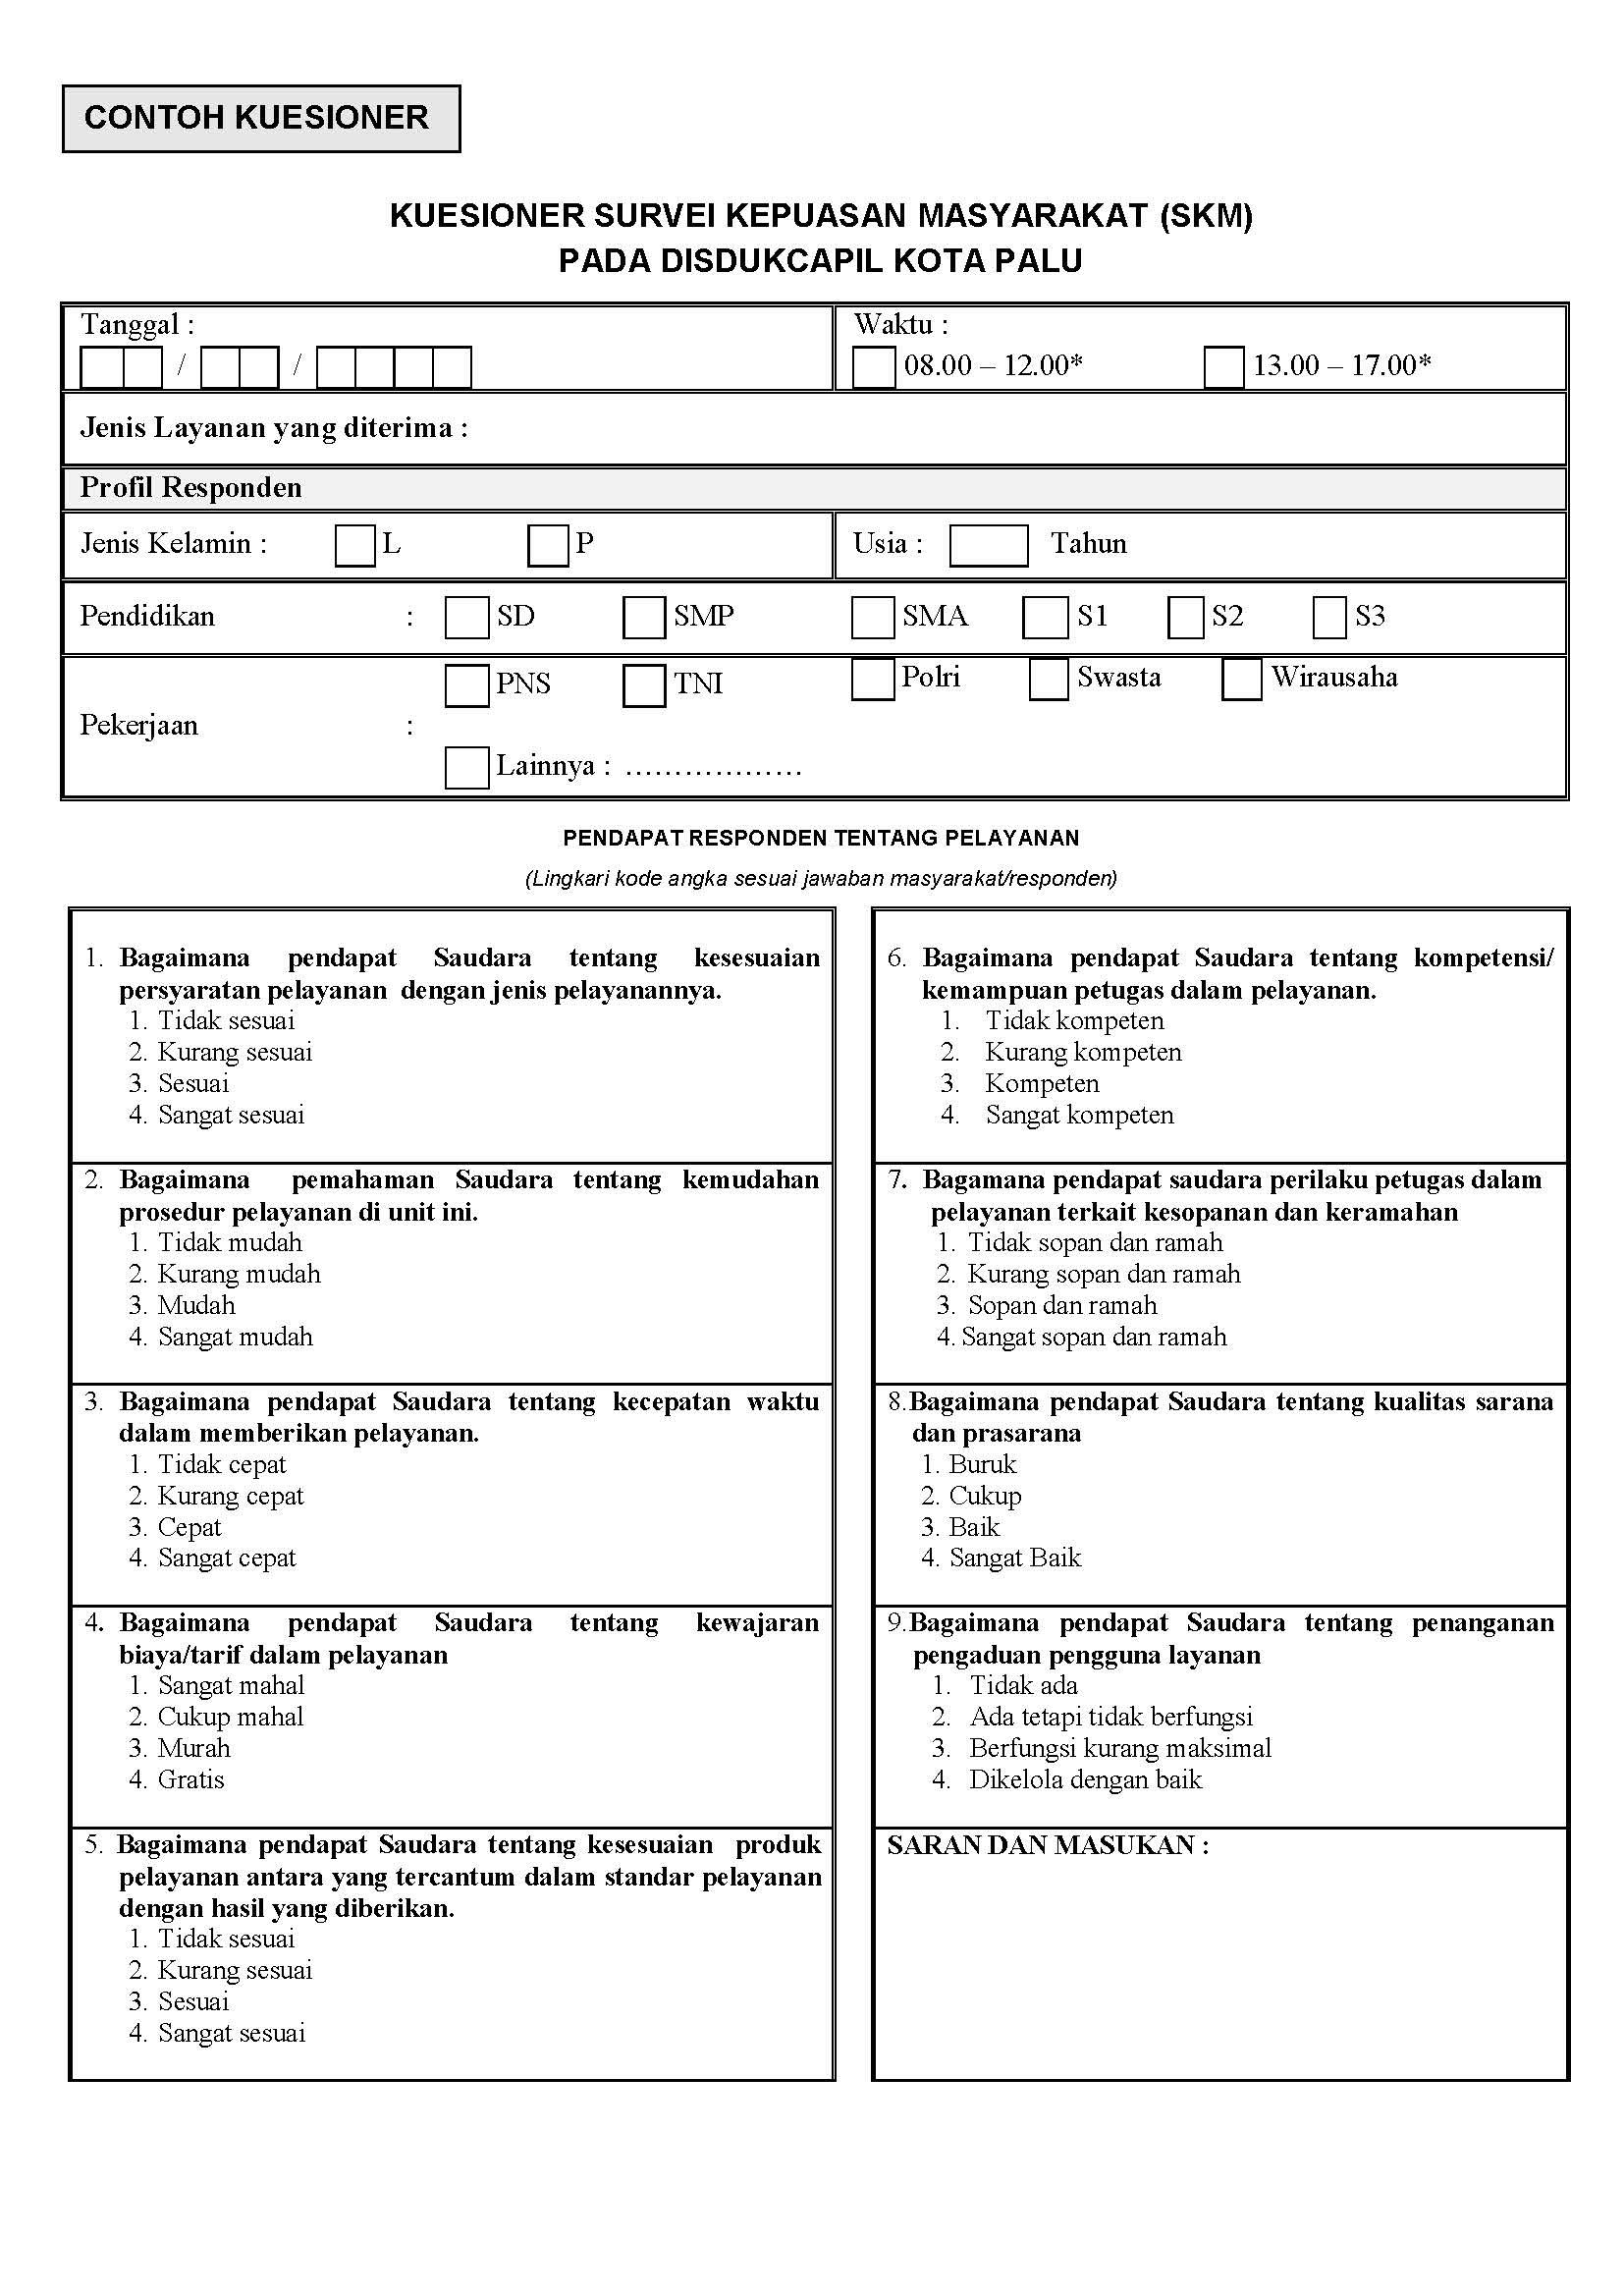 CONTOH KUESIONER
KUESIONER SURVEI KEPUASAN MASYARAKAT (SKM)
PADA DISDUKCAPIL KOTA PALU
Tanggal :
/ /
Waktu :
08.00 – 12.00* 13.00 – 17.00*
Jenis Layanan yang diterima :
Profil Responden
Jenis Kelamin : L P
Usia : Tahun
Pendidikan : SD SMP SMA S1 S2 S3
Pekerjaan : PNS TNI Polri Swasta Wirausaha
Lainnya : ………………
PENDAPAT RESPONDEN TENTANG PELAYANAN
(Lingkari kode angka sesuai jawaban masyarakat/responden)
1. Bagaimana pendapat Saudara tentang kesesuaian
persyaratan pelayanan dengan jenis pelayanannya.
1. Tidak sesuai
2. Kurang sesuai
3. Sesuai
4. Sangat sesuai
2. Bagaimana pemahaman Saudara tentang kemudahan
prosedur pelayanan di unit ini.
1. Tidak mudah
2. Kurang mudah
3. Mudah
4. Sangat mudah
3. Bagaimana pendapat Saudara tentang kecepatan waktu
dalam memberikan pelayanan.
1. Tidak cepat
2. Kurang cepat
3. Cepat
4. Sangat cepat
4. Bagaimana pendapat Saudara tentang kewajaran
biaya/tarif dalam pelayanan
1. Sangat mahal
2. Cukup mahal
3. Murah
4. Gratis
5. Bagaimana pendapat Saudara tentang kesesuaian produk
pelayanan antara yang tercantum dalam standar pelayanan
dengan hasil yang diberikan.
1. Tidak sesuai
2. Kurang sesuai
3. Sesuai
4. Sangat sesuai
6. Bagaimana pendapat Saudara tentang kompetensi/
kemampuan petugas dalam pelayanan.
1. Tidak kompeten
2. Kurang kompeten
3. Kompeten
4. Sangat kompeten
7. Bagamana pendapat saudara perilaku petugas dalam
pelayanan terkait kesopanan dan keramahan
1. Tidak sopan dan ramah
2. Kurang sopan dan ramah
3. Sopan dan ramah
4. Sangat sopan dan ramah
8.Bagaimana pendapat Saudara tentang kualitas sarana
dan prasarana
1. Buruk
2. Cukup
3. Baik
4. Sangat Baik
9.Bagaimana pendapat Saudara tentang penanganan
pengaduan pengguna layanan
1. Tidak ada
2. Ada tetapi tidak berfungsi
3. Berfungsi kurang maksimal
4. Dikelola dengan baik
SARAN DAN MASUKAN :